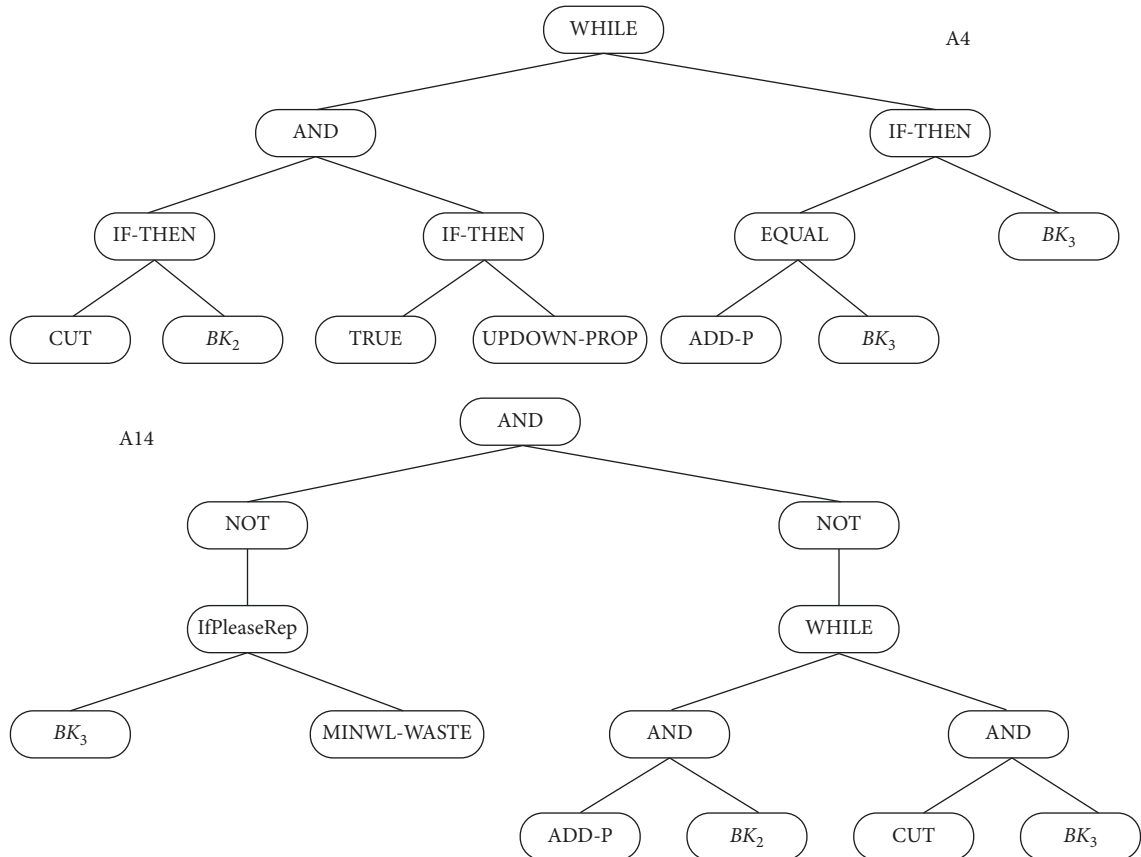 WHILE
A4
AND
IF-THEN
IF-THEN
IF-THEN
EQUAL
BK₃
CUT
BK₂
TRUE
UPDOWN-PROP
ADD-P
BK₃
AND
A14
NOT
NOT
IfPleaseRep
WHILE
BK₃
MINWL-WASTE
AND
AND
ADD-P
BK₂
CUT
BK₃